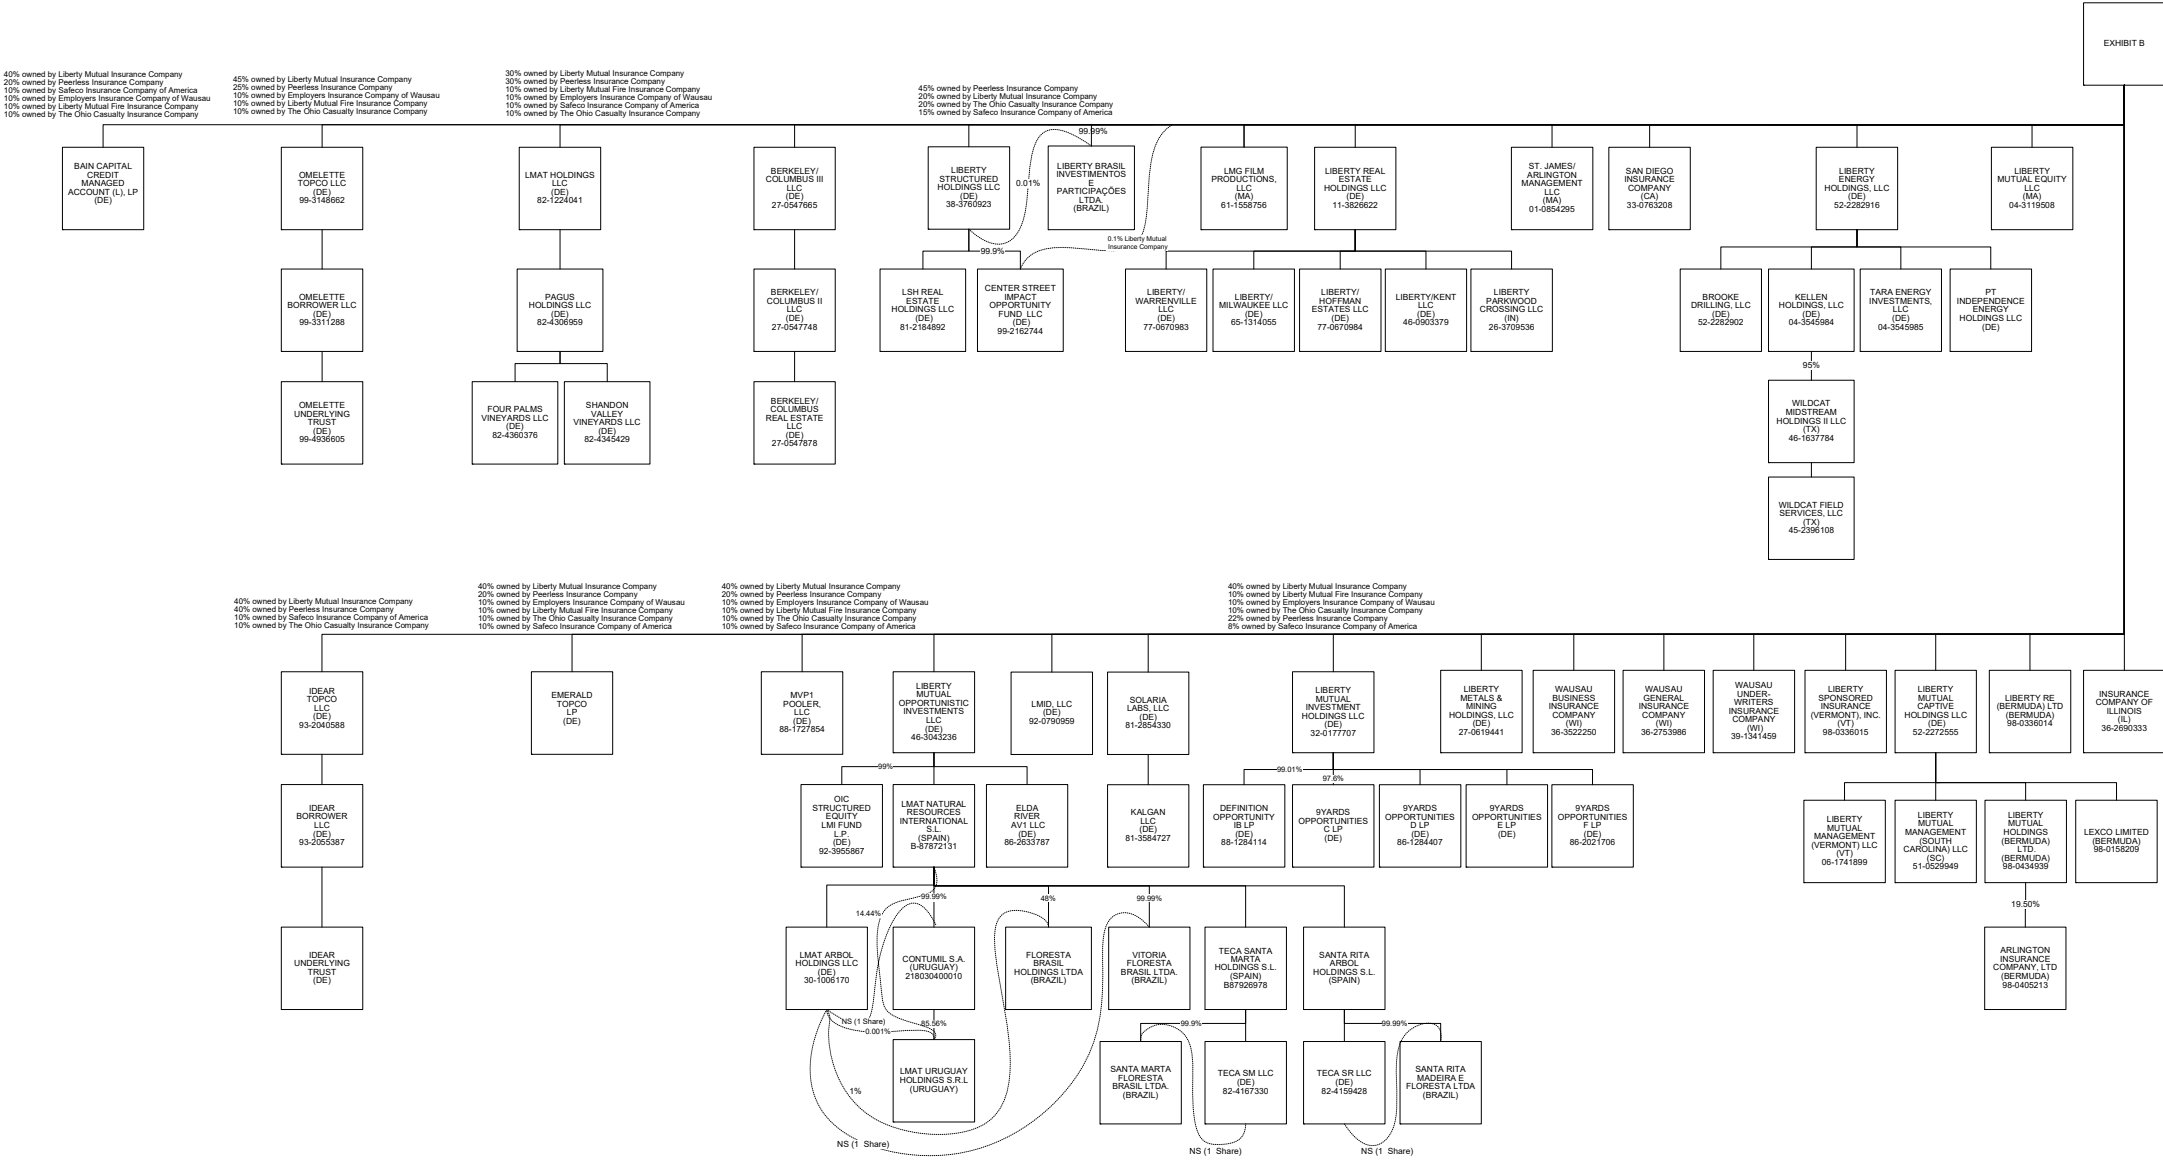 EXHIBIT B
40% owned by Liberty Mutual Insurance Company
20% owned by Peerless Insurance Company
10% owned by Safeco Insurance Company of America
10% owned by Employers Insurance Company of Wausau
10% owned by Liberty Mutual Fire Insurance Company
10% owned by The Ohio Casualty Insurance Company
45% owned by Liberty Mutual Insurance Company
25% owned by Peerless Insurance Company
10% owned by Employers Insurance Company of Wausau
10% owned by Liberty Mutual Fire Insurance Company
10% owned by The Ohio Casualty Insurance Company
30% owned by Liberty Mutual Insurance Company
30% owned by Peerless Insurance Company
10% owned by Liberty Mutual Fire Insurance Company
10% owned by Employers Insurance Company of Wausau
10% owned by Safeco Insurance Company of America
10% owned by The Ohio Casualty Insurance Company
45% owned by Peerless Insurance Company
20% owned by Liberty Mutual Insurance Company
20% owned by The Ohio Casualty Insurance Company
15% owned by Safeco Insurance Company of America
99.99%
BAIN CAPITAL
CREDIT
MANAGED
ACCOUNT (L), LP
(DE)
OMELETTE
TOPCO LLC
(DE)
99-3148662
LMAT HOLDINGS
LLC
(DE)
82-1224041
BERKELEY/
COLUMBUS III
LLC
(DE)
27-0547665
LIBERTY
STRUCTURED
HOLDINGS LLC
(DE)
38-3760923
0.01%
LIBERTY BRASIL
INVESTIMENTOS
E
PARTICIPAÇÕES
LTDA.
(BRAZIL)
LMG FILM
PRODUCTIONS,
LLC
(MA)
61-1558756
LIBERTY REAL
ESTATE
HOLDINGS LLC
(DE)
11-3826622
ST. JAMES/
ARLINGTON
MANAGEMENT
LLC
(MA)
01-0854295
SAN DIEGO
INSURANCE
COMPANY
(CA)
33-0763208
LIBERTY
ENERGY
HOLDINGS, LLC
(DE)
52-2282916
LIBERTY
MUTUAL EQUITY
LLC
(MA)
04-3119508
0.1% Liberty Mutual
Insurance Company
99.9%
OMELETTE
BORROWER LLC
(DE)
99-3311288
PAGUS
HOLDINGS LLC
(DE)
82-4306959
BERKELEY/
COLUMBUS II
LLC
(DE)
27-0547748
LSH REAL
ESTATE
HOLDINGS LLC
(DE)
81-2184892
CENTER STREET
IMPACT
OPPORTUNITY
FUND LLC
(DE)
99-2162744
LIBERTY/
WARRENVILLE
LLC
(DE)
77-0670983
LIBERTY/
MILWAUKEE LLC
(DE)
65-1314055
LIBERTY/
HOFFMAN
ESTATES LLC
(DE)
77-0670984
LIBERTY/KENT
LLC
(DE)
46-0903379
LIBERTY
PARKWOOD
CROSSING LLC
(IN)
26-3709536
BROOKE
DRILLING, LLC
(DE)
52-2282902
KELLEN
HOLDINGS, LLC
(DE)
04-3545984
TARA ENERGY
INVESTMENTS,
LLC
(DE)
04-3545985
PT
INDEPENDENCE
ENERGY
HOLDINGS LLC
(DE)
95%
OMELETTE
UNDERLYING
TRUST
(DE)
99-4936605
FOUR PALMS
VINEYARDS LLC
(DE)
82-4360376
SHANDON
VALLEY
VINEYARDS LLC
(DE)
82-4345429
BERKELEY/
COLUMBUS
REAL ESTATE
LLC
(DE)
27-0547878
WILDCAT
MIDSTREAM
HOLDINGS II LLC
(TX)
46-1637784
WILDCAT FIELD
SERVICES, LLC
(TX)
45-2396108
40% owned by Liberty Mutual Insurance Company
40% owned by Peerless Insurance Company
10% owned by Safeco Insurance Company of America
10% owned by The Ohio Casualty Insurance Company
40% owned by Liberty Mutual Insurance Company
20% owned by Peerless Insurance Company
10% owned by Employers Insurance Company of Wausau
10% owned by Liberty Mutual Fire Insurance Company
10% owned by The Ohio Casualty Insurance Company
10% owned by Safeco Insurance Company of America
40% owned by Liberty Mutual Insurance Company
20% owned by Peerless Insurance Company
10% owned by Employers Insurance Company of Wausau
10% owned by Liberty Mutual Fire Insurance Company
10% owned by The Ohio Casualty Insurance Company
10% owned by Safeco Insurance Company of America
40% owned by Liberty Mutual Insurance Company
10% owned by Liberty Mutual Fire Insurance Company
10% owned by Employers Insurance Company of Wausau
10% owned by The Ohio Casualty Insurance Company
22% owned by Peerless Insurance Company
8% owned by Safeco Insurance Company of America
IDEAR
TOPCO
LLC
(DE)
93-2040588
EMERALD
TOPCO
LP
(DE)
MVP1
POOLER,
LLC
(DE)
88-1727854
LIBERTY
MUTUAL
OPPORTUNISTIC
INVESTMENTS
LLC
(DE)
46-3043236
LMID, LLC
(DE)
92-0790959
SOLARIA
LABS, LLC
(DE)
81-2854330
LIBERTY
MUTUAL
INVESTMENT
HOLDINGS LLC
(DE)
32-0177707
LIBERTY
METALS &
MINING
HOLDINGS, LLC
(DE)
27-0619441
WAUSAU
BUSINESS
INSURANCE
COMPANY
(WI)
36-3522250
WAUSAU
GENERAL
INSURANCE
COMPANY
(WI)
36-2753986
WAUSAU
UNDER-
WRITERS
INSURANCE
COMPANY
(WI)
39-1341459
LIBERTY
SPONSORED
INSURANCE
(VERMONT), INC.
(VT)
98-0336015
LIBERTY
MUTUAL
CAPTIVE
HOLDINGS LLC
(DE)
52-2272555
LIBERTY RE
(BERMUDA) LTD
(BERMUDA)
98-0336014
INSURANCE
COMPANY OF
ILLINOIS
(IL)
36-2690333
99%
99.01%
97.6%
IDEAR
BORROWER
LLC
(DE)
93-2055387
OIC
STRUCTURED
EQUITY
LMI FUND
L.P.
(DE)
92-3955867
LMAT NATURAL
RESOURCES
INTERNATIONAL
S.L.
(SPAIN)
B-87872131
ELDA
RIVER
AV1 LLC
(DE)
86-2633787
KALGAN
LLC
(DE)
81-3584727
DEFINITION
OPPORTUNITY
IB LP
(DE)
88-1284114
9YARDS
OPPORTUNITIES
C LP
(DE)
9YARDS
OPPORTUNITIES
D LP
(DE)
86-1284407
9YARDS
OPPORTUNITIES
E LP
(DE)
9YARDS
OPPORTUNITIES
F LP
(DE)
86-2021706
LIBERTY
MUTUAL
MANAGEMENT
(VERMONT) LLC
(VT)
06-1741899
LIBERTY
MUTUAL
MANAGEMENT
(SOUTH
CAROLINA) LLC
(SC)
51-0529949
LIBERTY
MUTUAL
HOLDINGS
(BERMUDA)
LTD.
(BERMUDA)
98-0434939
LEXCO LIMITED
(BERMUDA)
98-0158209
14.44%
99.99%
48%
99.99%
19.50%
IDEAR
UNDERLYING
TRUST
(DE)
LMAT ARBOL
HOLDINGS LLC
(DE)
30-1006170
CONTUMIL S.A.
(URUGUAY)
218030400010
FLORESTA
BRASIL
HOLDINGS LTDA
(BRAZIL)
VITORIA
FLORESTA
BRASIL LTDA.
(BRAZIL)
TECA SANTA
MARTA
HOLDINGS S.L.
(SPAIN)
B87926978
SANTA RITA
ARBOL
HOLDINGS S.L.
(SPAIN)
ARLINGTON
INSURANCE
COMPANY, LTD
(BERMUDA)
98-0405213
NS (1 Share)
0.001%
85.56%
99.9%
99.99%
LMAT URUGUAY
HOLDINGS S.R.L
(URUGUAY)
1%
SANTA MARTA
FLORESTA
BRASIL LTDA.
(BRAZIL)
TECA SM LLC
(DE)
82-4167330
TECA SR LLC
(DE)
82-4159428
SANTA RITA
MADEIRA E
FLORESTA LTDA
(BRAZIL)
NS (1 Share)
NS (1 Share)
NS (1 Share)